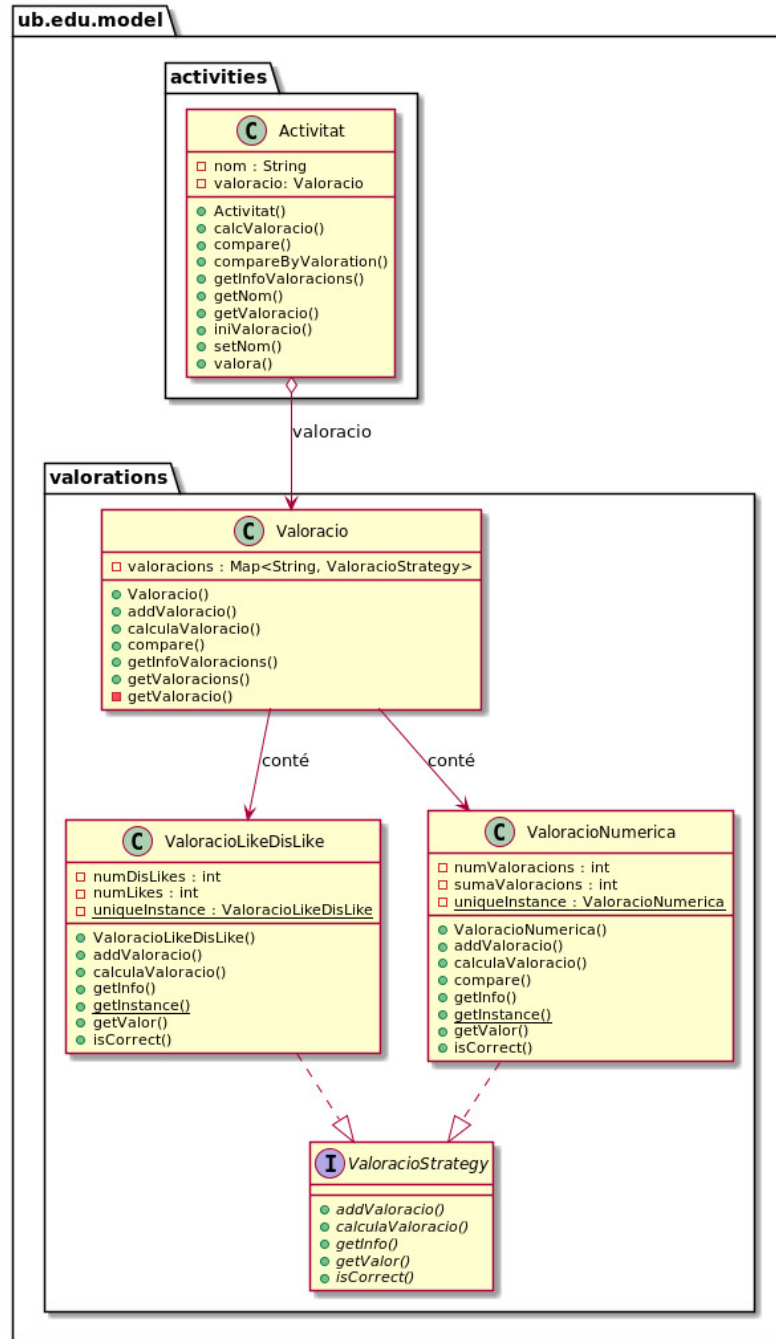 ub.edu.model
activities
C Activitat
nom : String
valoracio: Valoracio
Activitat()
calcValoracio()
compare()
compareByValoration()
getInfoValoracions()
getNom()
getValoracio()
iniValoracio()
setNom()
valora()
valoracio
valorations
C Valoracio
valoracions : Map<String, ValoracioStrategy>
Valoracio()
addValoracio()
calculaValoracio()
compare()
getInfoValoracions()
getValoracions()
getValoracio()
conté
conté
C ValoracioLikeDisLike
numDisLikes : int
numLikes : int
uniqueInstance : ValoracioLikeDisLike
ValoracioLikeDisLike()
addValoracio()
calculaValoracio()
getInfo()
getInstance()
getValor()
isCorrect()
C ValoracioNumerica
numValoracions : int
sumaValoracions : int
uniqueInstance : ValoracioNumerica
ValoracioNumerica()
addValoracio()
calculaValoracio()
compare()
getInfo()
getInstance()
getValor()
isCorrect()
I ValoracioStrategy
addValoracio()
calculaValoracio()
getInfo()
getValor()
isCorrect()